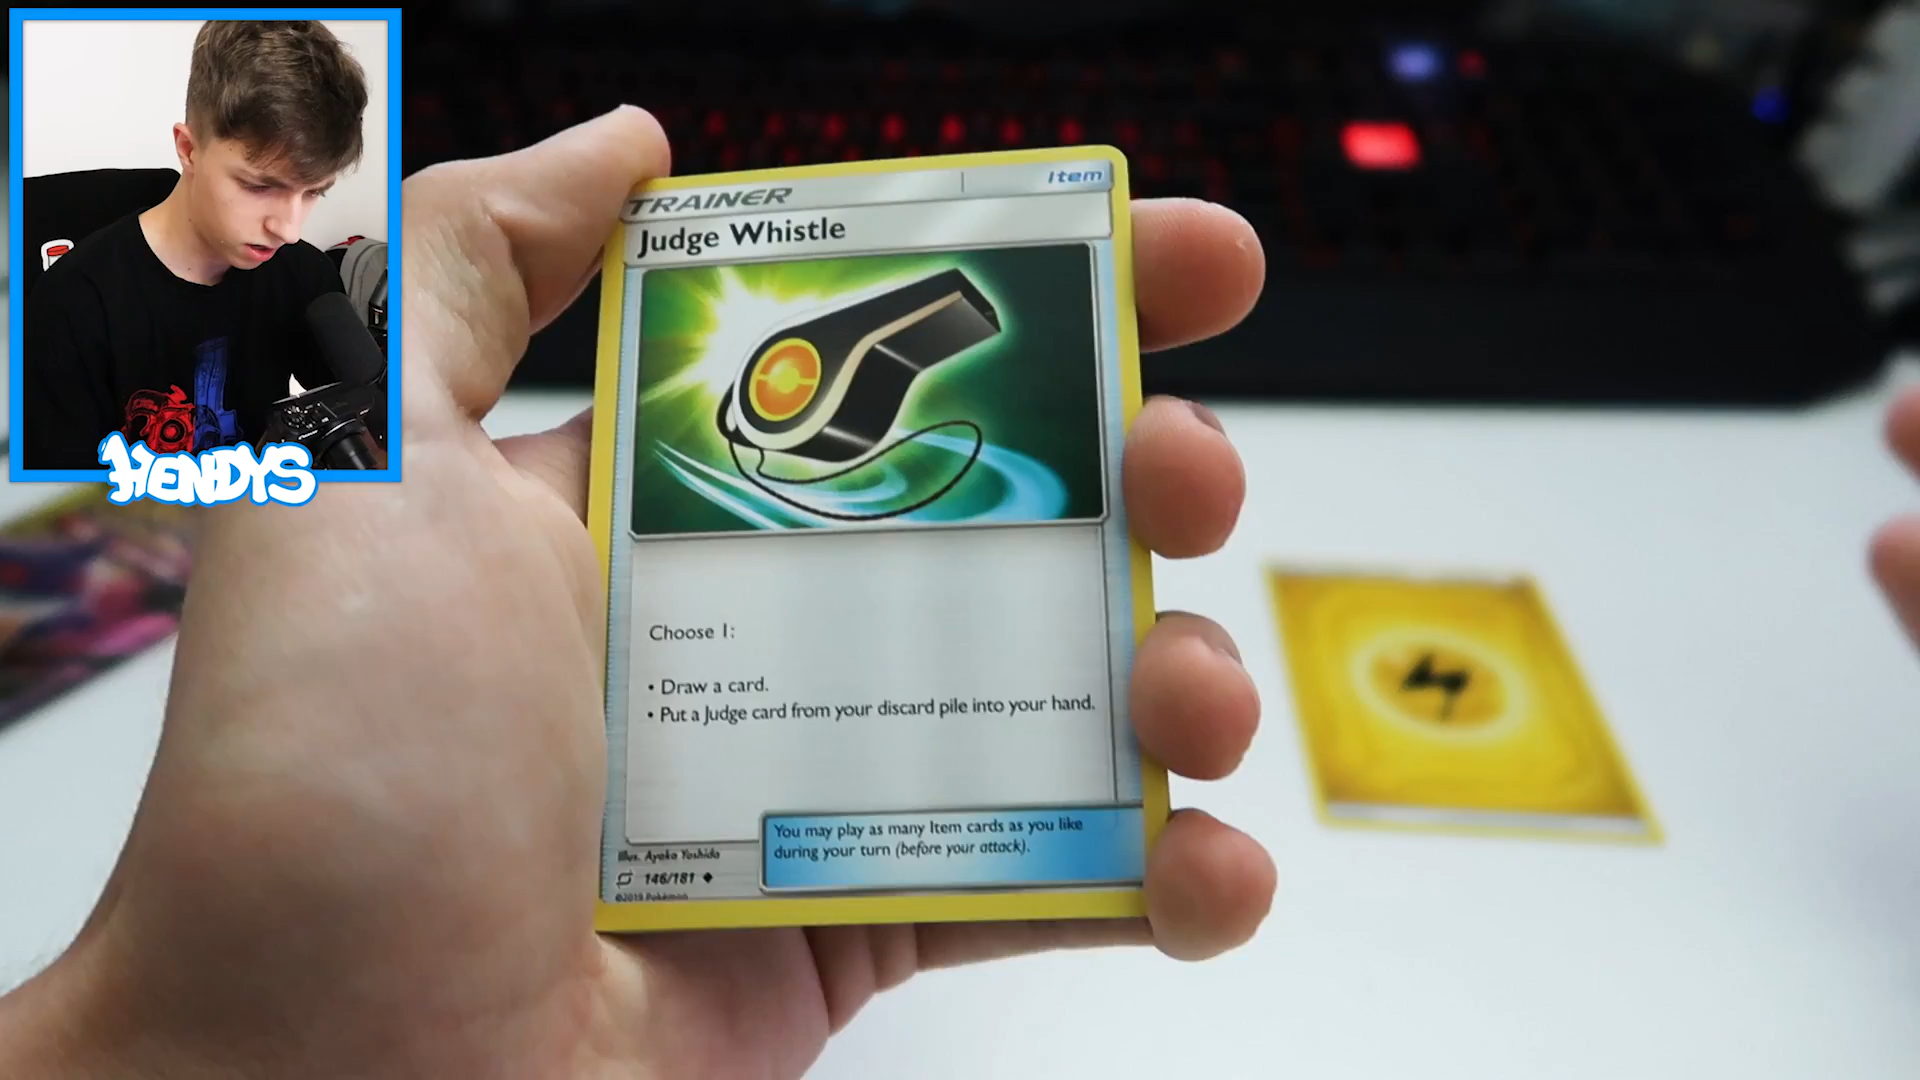 HENDYS
TRAINER
Item
Judge Whistle
Choose 1:
• Draw a card.
• Put a Judge card from your discard pile into your hand.
You may play as many Item cards as you like
during your turn (before your attack).
Illus. Ayaka Yoshida
146/181
©2019 Pokémon